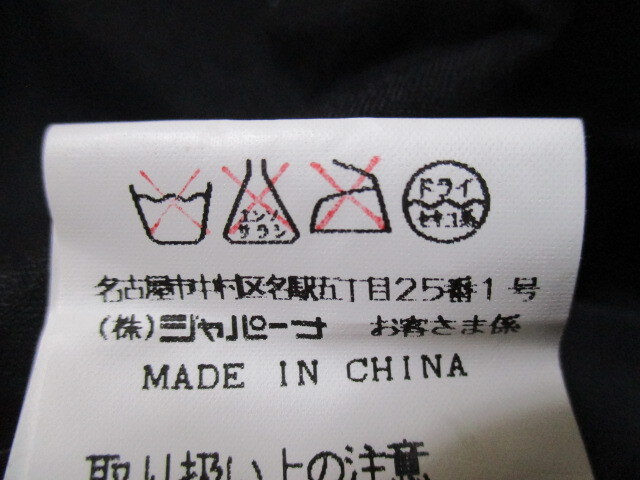 エンソ
サラシ
ドライ
セキユ系
名古屋市中村区名駅五丁目25番1号
(株)ジャパーナ お客さま係
MADE IN CHINA
取り扱い上の注意